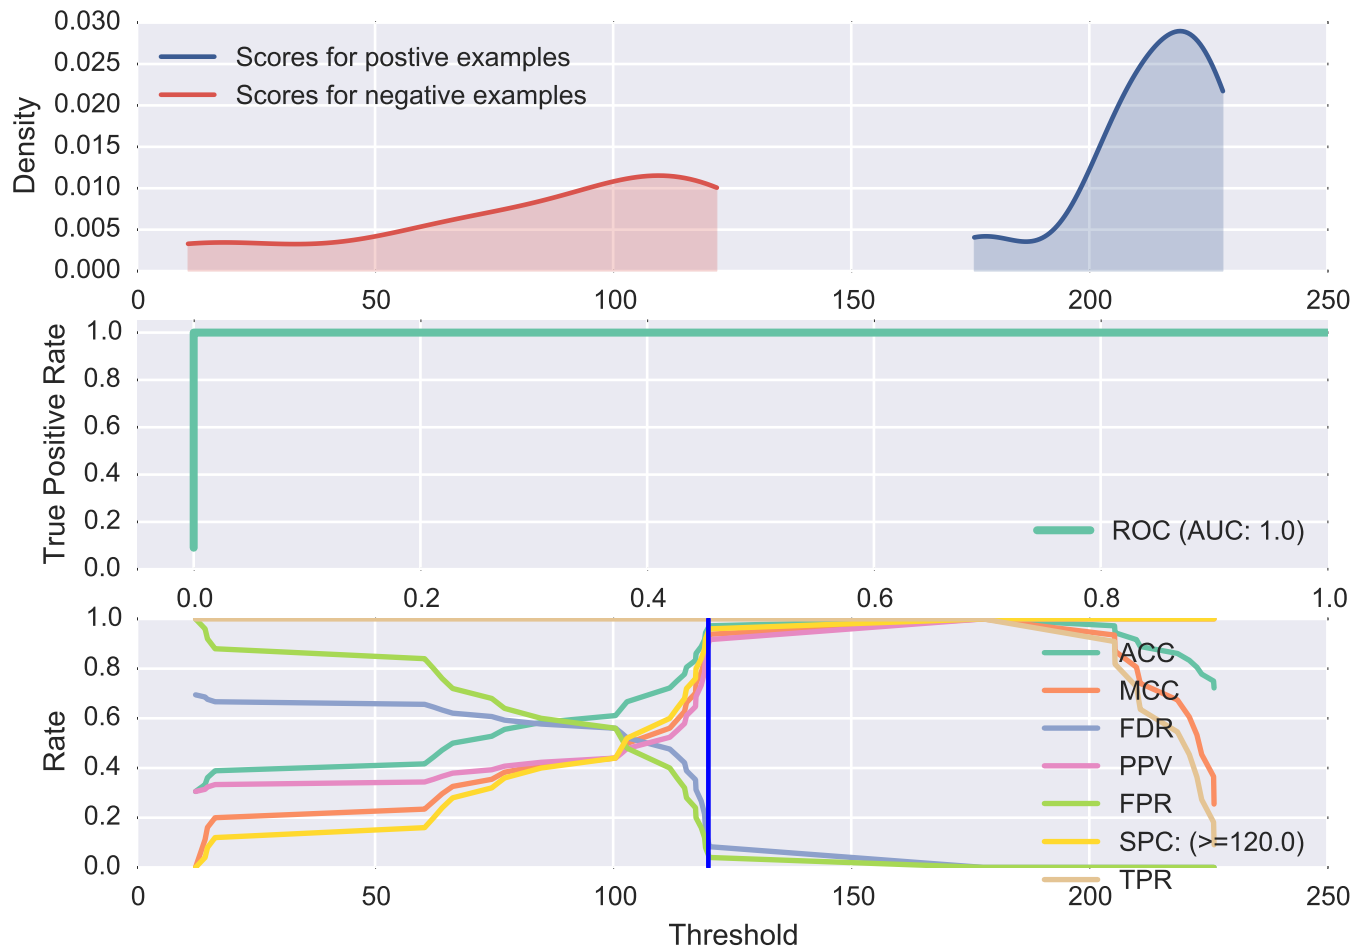 0.030
0.025
0.020
0.015
0.010
0.005
0.000
Density
Scores for postive examples
Scores for negative examples
0 50 100 150 200 250
1.0
0.8
0.6
0.4
0.2
0.0
True Positive Rate
ROC (AUC: 1.0)
0.0 0.2 0.4 0.6 0.8 1.0
1.0
0.8
0.6
0.4
0.2
0.0
Rate
ACC
MCC
FDR
PPV
FPR
SPC: (>=120.0)
TPR
0 50 100 150 200 250
Threshold